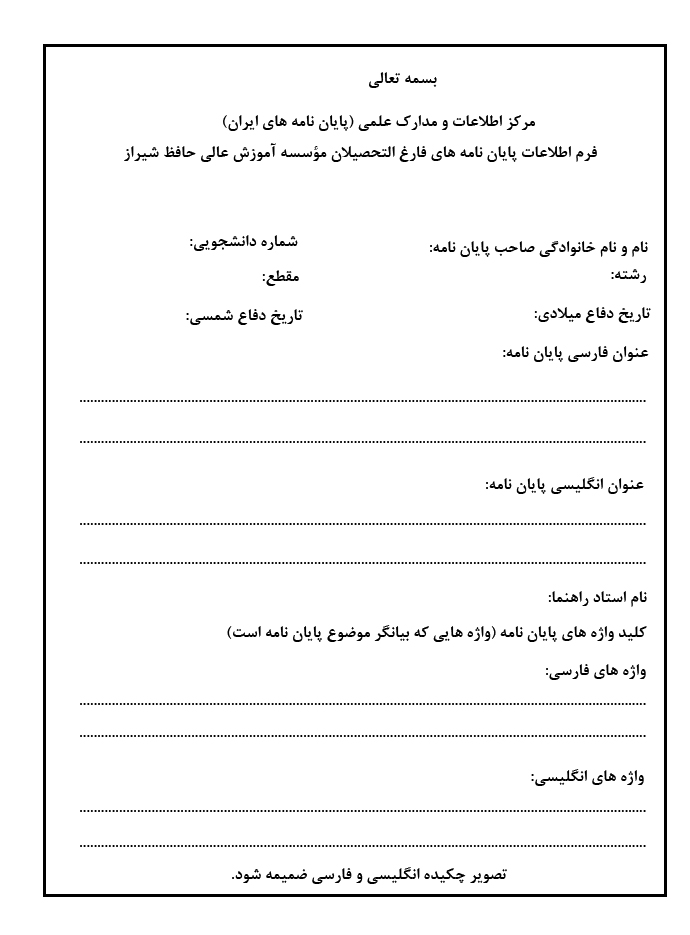 بسمه تعالی
مرکز اطلاعات و مدارک علمی (پایان نامه های ایران)
فرم اطلاعات پایان نامه های فارغ التحصیلان مؤسسه آموزش عالی حافظ شیراز
نام و نام خانوادگی صاحب پایان نامه: شماره دانشجویی:
رشته: مقطع:
تاریخ دفاع میلادی: تاریخ دفاع شمسی:
عنوان فارسی پایان نامه:
عنوان انگلیسی پایان نامه:
نام استاد راهنما:
کلید واژه های پایان نامه (واژه هایی که بیانگر موضوع پایان نامه است)
واژه های فارسی:
واژه های انگلیسی:
تصویر چکیده انگلیسی و فارسی ضمیمه شود.